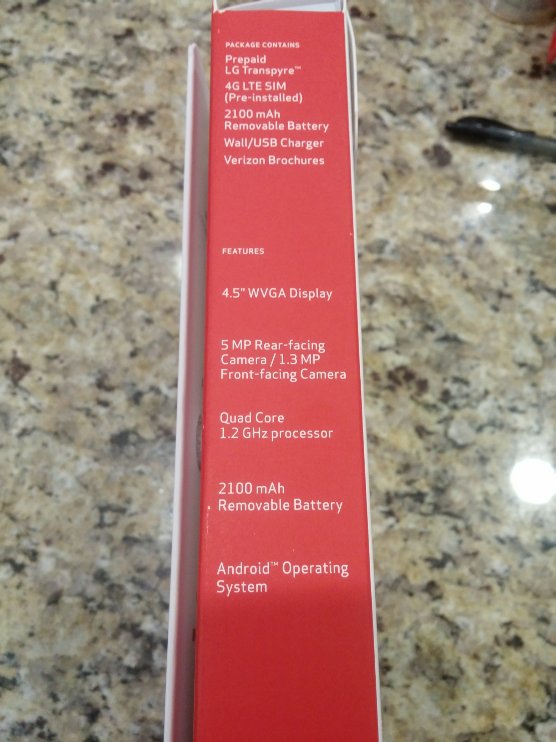 PACKAGE CONTAINS
Prepaid
LG Transpyre™
4G LTE SIM
(Pre-installed)
2100 mAh
Removable Battery
Wall/USB Charger
Verizon Brochures
FEATURES
4.5" WVGA Display
5 MP Rear-facing
Camera / 1.3 MP
Front-facing Camera
Quad Core
1.2 GHz processor
2100 mAh
Removable Battery
Android™ Operating
System